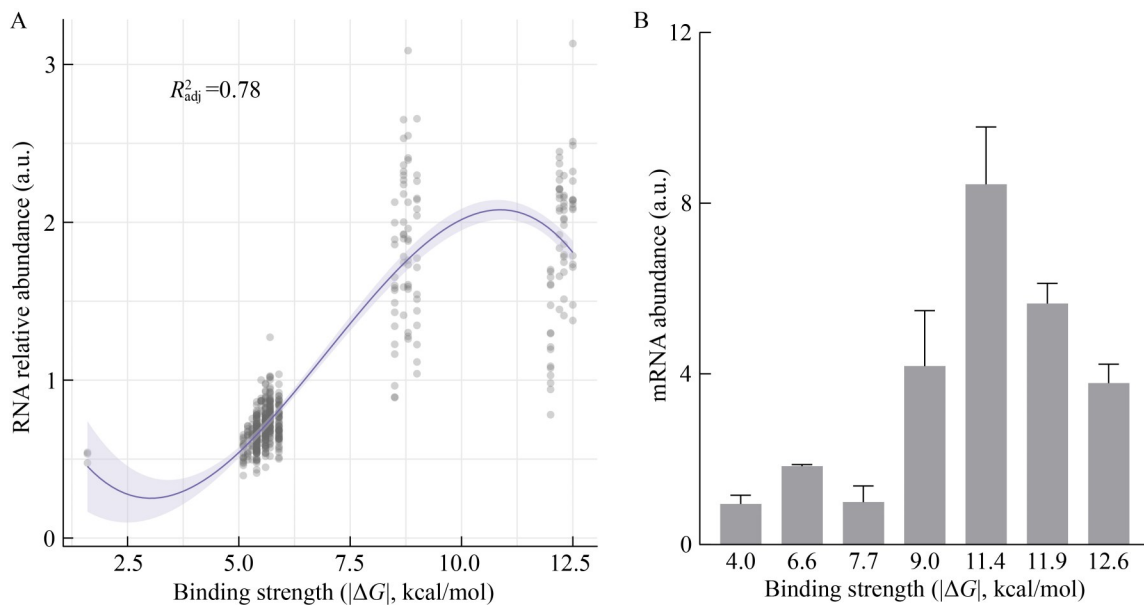 A
RNA relative abundance (a.u.)
3
2
1
0
R²adj=0.78
2.5 5.0 7.5 10.0 12.5
Binding strength (|ΔG|, kcal/mol)
B
mRNA abundance (a.u.)
12
8
4
0
4.0 6.6 7.7 9.0 11.4 11.9 12.6
Binding strength (|ΔG|, kcal/mol)